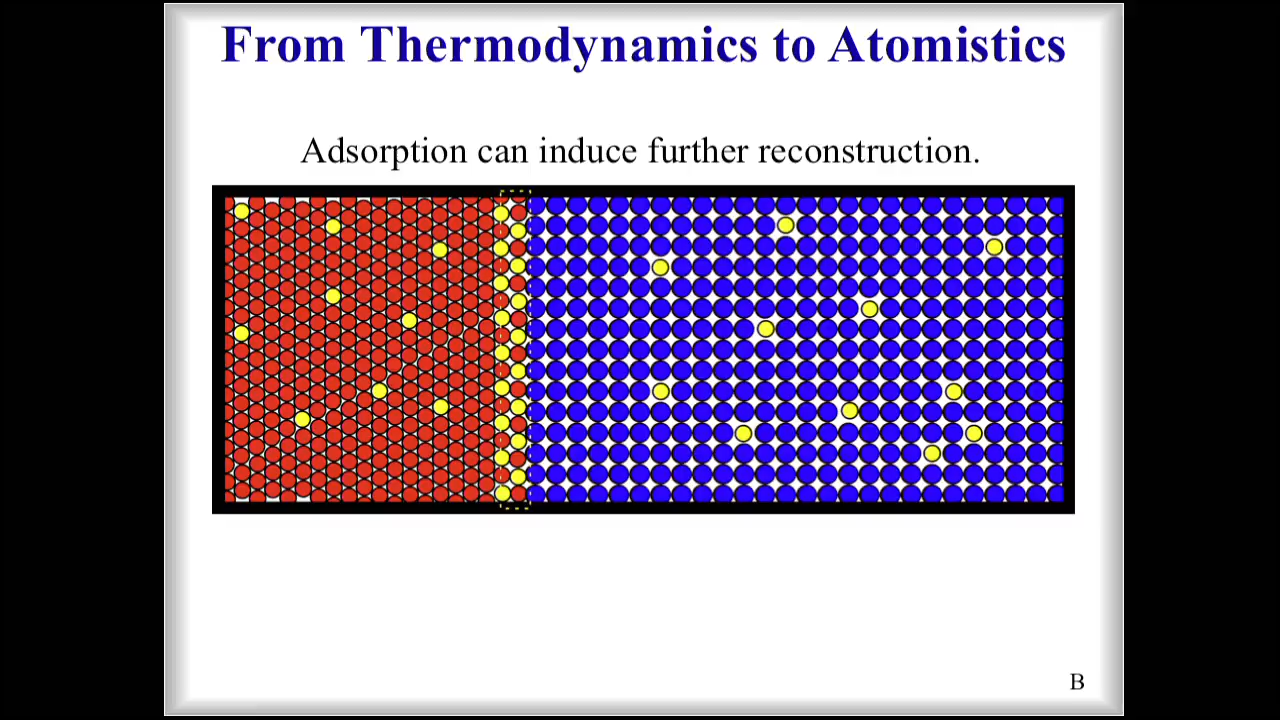 From Thermodynamics to Atomistics
Adsorption can induce further reconstruction.
B